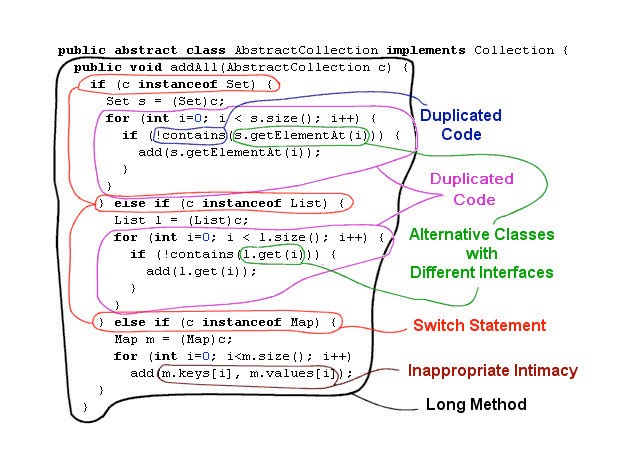 public abstract class AbstractCollection implements Collection {
public void addAll(AbstractCollection c) {
if (c instanceof Set) {
Set s = (Set)c;
for (int i=0; i < s.size(); i++) {
if (!contains(s.getElementAt(i))) {
add(s.getElementAt(i));
}
}
} else if (c instanceof List) {
List l = (List)c;
for (int i=0; i < l.size(); i++) {
if (!contains(l.get(i))) {
add(l.get(i));
}
}
} else if (c instanceof Map) {
Map m = (Map)c;
for (int i=0; i<m.size(); i++)
add(m.keys[i], m.values[i]);
}
}
Duplicated
Code
Duplicated
Code
Alternative Classes
with
Different Interfaces
Switch Statement
Inappropriate Intimacy
Long Method